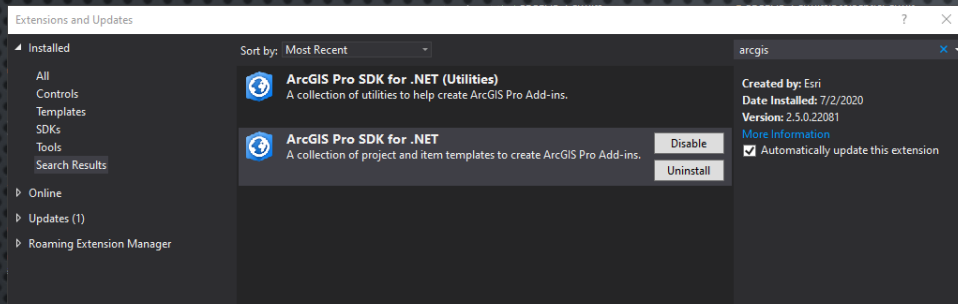 Extensions and Updates
Installed
All
Controls
Templates
SDKs
Tools
Search Results
Online
Updates (1)
Roaming Extension Manager
Sort by: Most Recent
ArcGIS Pro SDK for .NET (Utilities)
A collection of utilities to help create ArcGIS Pro Add-ins.
ArcGIS Pro SDK for .NET
A collection of project and item templates to create ArcGIS Pro Add-ins.
Disable
Uninstall
arcgis
Created by: Esri
Date Installed: 7/2/2020
Version: 2.5.0.22081
More Information
Automatically update this extension